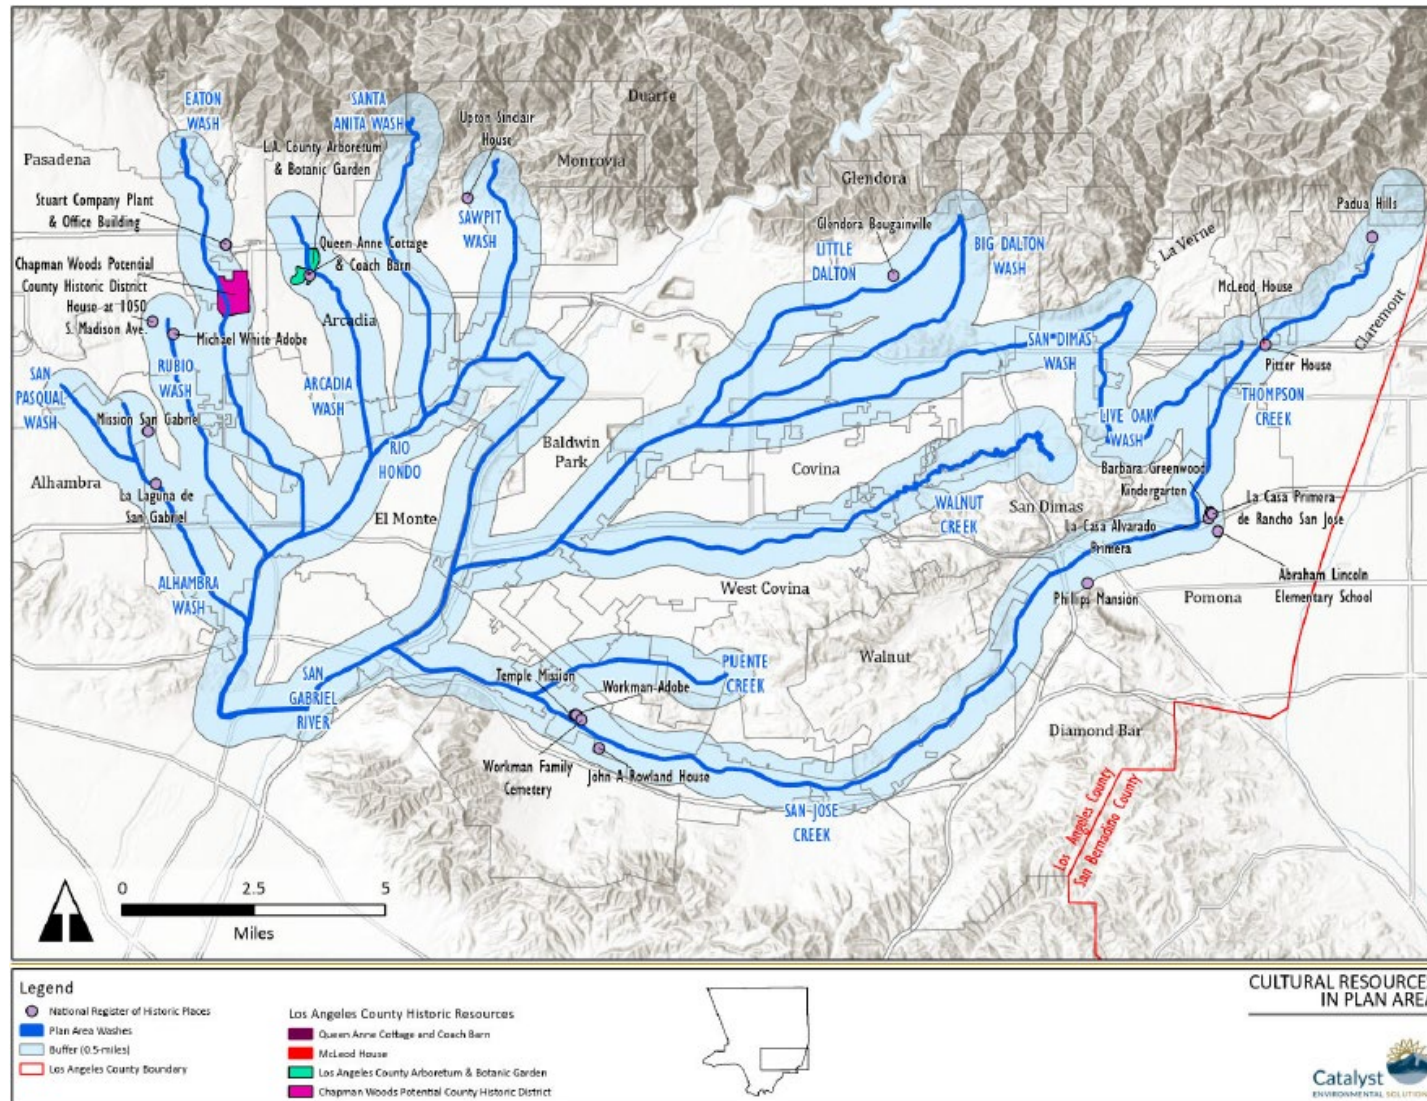 EATON
WASH
SANTA
ANITA WASH
Upton Sinclair
House
Duarte
L.A. County Arboretum
& Botanic Garden
Pasadena
Monrovia
Glendora
Stuart Company Plant
& Office Building
SAWPIT
WASH
Glendora Bougainville
LITTLE
DALTON
BIG DALTON
WASH
La Verne
Padua Hills
Queen Anne Cottage
& Coach Barn
Chapman Woods Potential
County Historic District
House at 1050
S. Madison Ave.
Arcadia
McLeod House
Claremont
Michael White Adobe
SAN DIMAS
WASH
Pitter House
SAN
PASQUAL
WASH
RUBIO
WASH
ARCADIA
WASH
THOMPSON
CREEK
Mission San Gabriel
LIVE OAK
WASH
RIO
HONDO
Baldwin
Park
Covina
Barbara Greenwood
Kindergarten
Alhambra
La Laguna de
San Gabriel
El Monte
WALNUT
CREEK
San Dimas
La Casa Primera
de Rancho San Jose
La Casa Alvarado
Primera
ALHAMBRA
WASH
West Covina
Phillips Mansion
Pomona
Abraham Lincoln
Elementary School
SAN
GABRIEL
RIVER
Temple Mission
Workman Adobe
PUENTE
CREEK
Walnut
Diamond Bar
Workman Family
Cemetery
John A Rowland House
SAN JOSE
CREEK
Los Angeles County
San Bernadino County
0 2.5 5
Miles
Legend
National Register of Historic Places
Plan Area Washes
Buffer (0.5-miles)
Los Angeles County Boundary
Los Angeles County Historic Resources
Queen Anne Cottage and Coach Barn
McLeod House
Los Angeles County Arboretum & Botanic Garden
Chapman Woods Potential County Historic District
CULTURAL RESOURCE
IN PLAN AREA
Catalyst
ENVIRONMENTAL SOLUTION